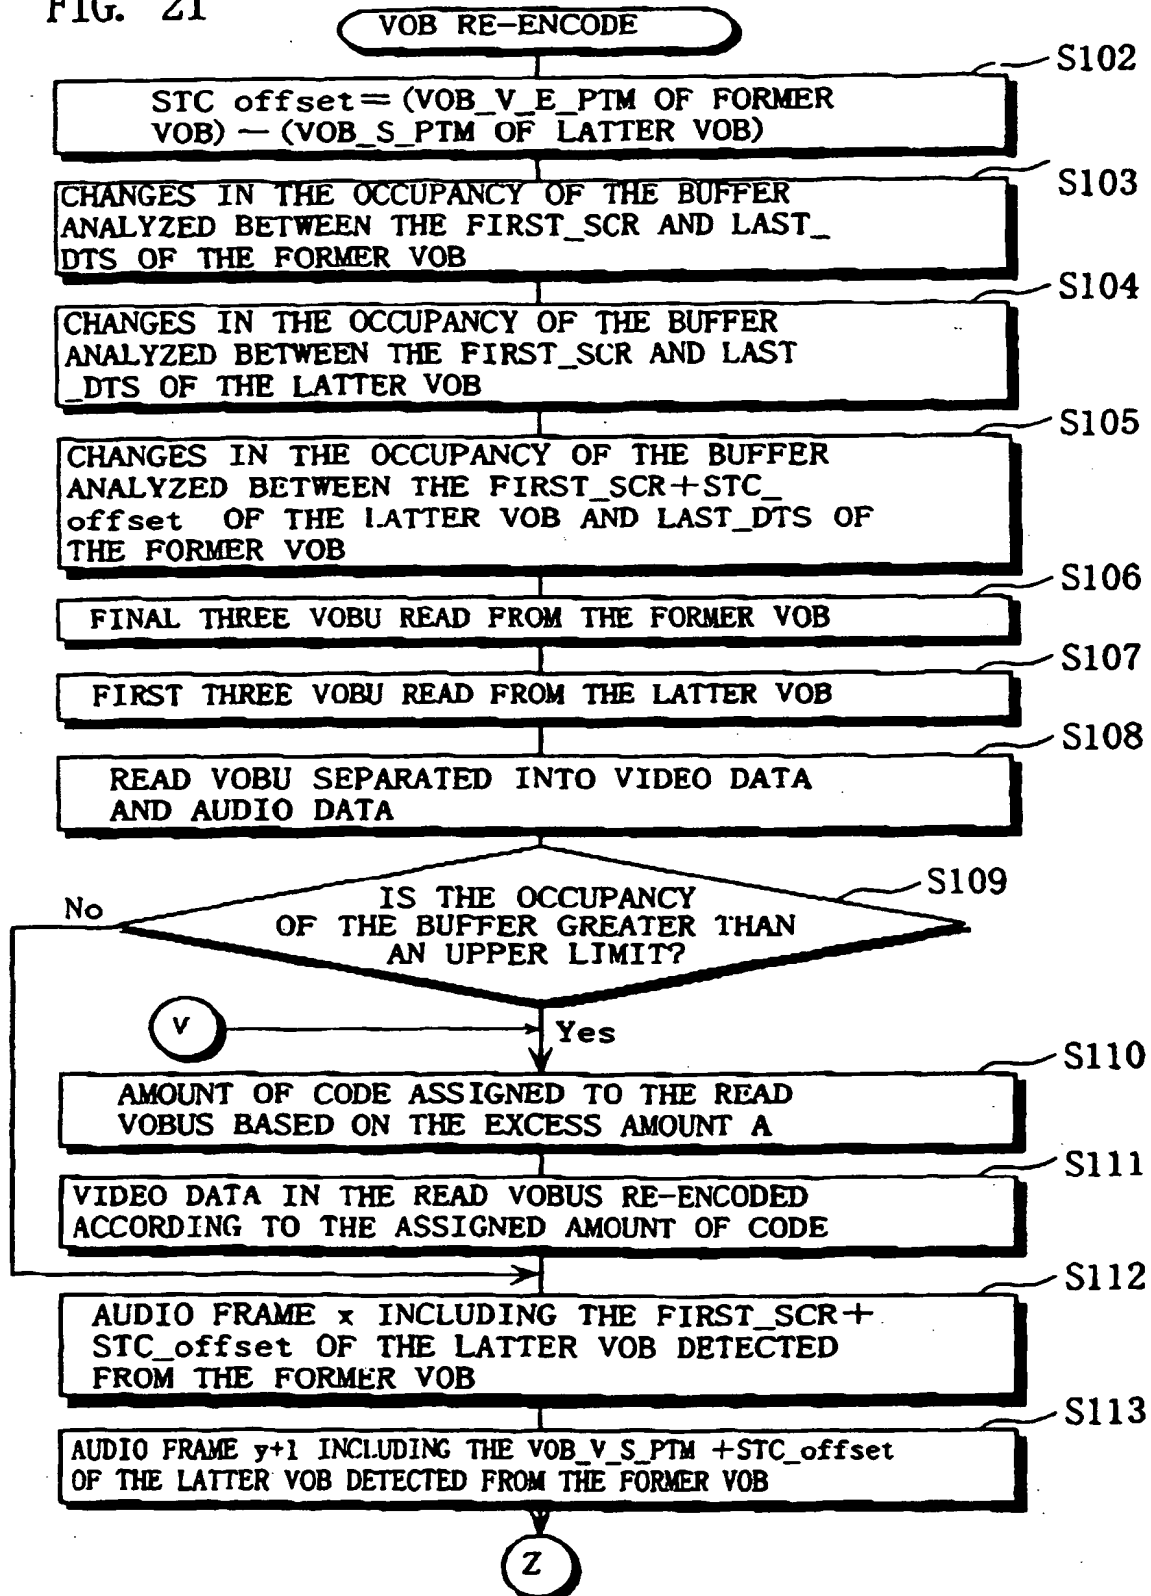 FIG. 21
VOB RE-ENCODE
S102
STC offset=(VOB_V_E_PTM OF FORMER
VOB)-(VOB_S_PTM OF LATTER VOB)
S103
CHANGES IN THE OCCUPANCY OF THE BUFFER
ANALYZED BETWEEN THE FIRST_SCR AND LAST_
DTS OF THE FORMER VOB
S104
CHANGES IN THE OCCUPANCY OF THE BUFFER
ANALYZED BETWEEN THE FIRST_SCR AND LAST
_DTS OF THE LATTER VOB
S105
CHANGES IN THE OCCUPANCY OF THE BUFFER
ANALYZED BETWEEN THE FIRST_SCR+STC_
offset OF THE LATTER VOB AND LAST_DTS OF
THE FORMER VOB
S106
FINAL THREE VOBU READ FROM THE FORMER VOB
S107
FIRST THREE VOBU READ FROM THE LATTER VOB
S108
READ VOBU SEPARATED INTO VIDEO DATA
AND AUDIO DATA
S109
No
IS THE OCCUPANCY
OF THE BUFFER GREATER THAN
AN UPPER LIMIT?
V
Yes
S110
AMOUNT OF CODE ASSIGNED TO THE READ
VOBUS BASED ON THE EXCESS AMOUNT A
S111
VIDEO DATA IN THE READ VOBUS RE-ENCODED
ACCORDING TO THE ASSIGNED AMOUNT OF CODE
S112
AUDIO FRAME x INCLUDING THE FIRST_SCR+
STC_offset OF THE LATTER VOB DETECTED
FROM THE FORMER VOB
S113
AUDIO FRAME y+1 INCLUDING THE VOB_V_S_PTM +STC_offset
OF THE LATTER VOB DETECTED FROM THE FORMER VOB
Z